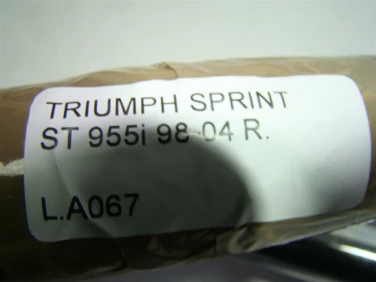 TRIUMPH SPRINT
ST 955i 98-04 R.
L.A067